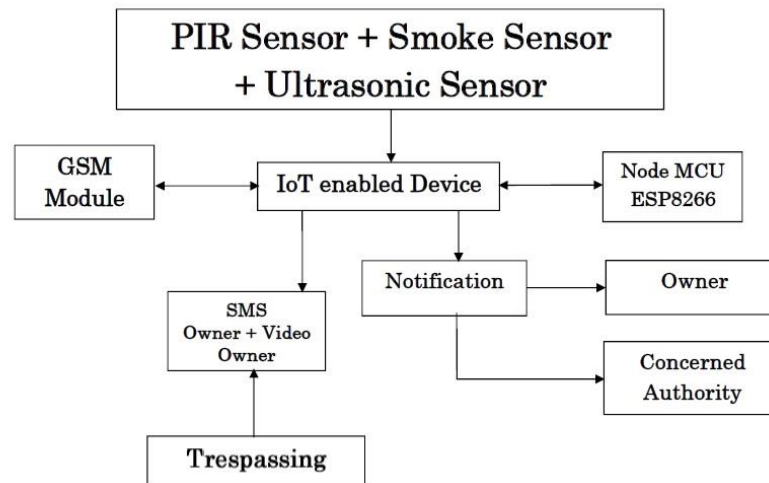 PIR Sensor + Smoke Sensor
+ Ultrasonic Sensor
GSM
Module
IoT enabled Device
Node MCU
ESP8266
Notification
Owner
SMS
Owner + Video
Owner
Concerned
Authority
Trespassing